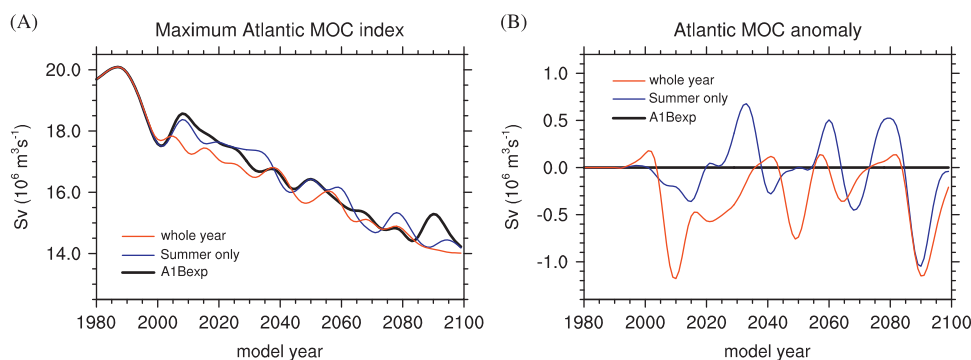 (A)
Maximum Atlantic MOC index
Sv (10⁶ m³s⁻¹)
20.0
18.0
16.0
14.0
whole year
Summer only
A1Bexp
1980 2000 2020 2040 2060 2080 2100
model year
(B)
Atlantic MOC anomaly
Sv (10⁶ m³s⁻¹)
1.0
0.5
0.0
-0.5
-1.0
whole year
Summer only
A1Bexp
1980 2000 2020 2040 2060 2080 2100
model year